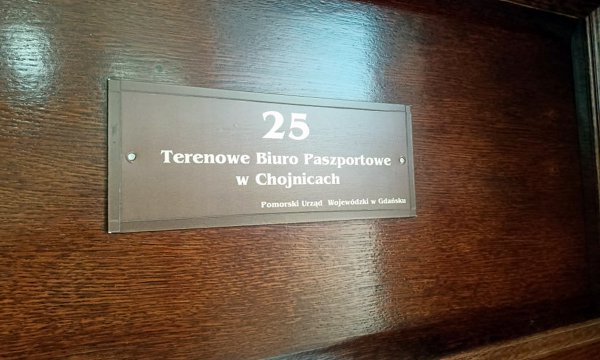 25
Terenowe Biuro Paszportowe
w Chojnicach
Pomorski Urząd Wojewódzki w Gdańsku